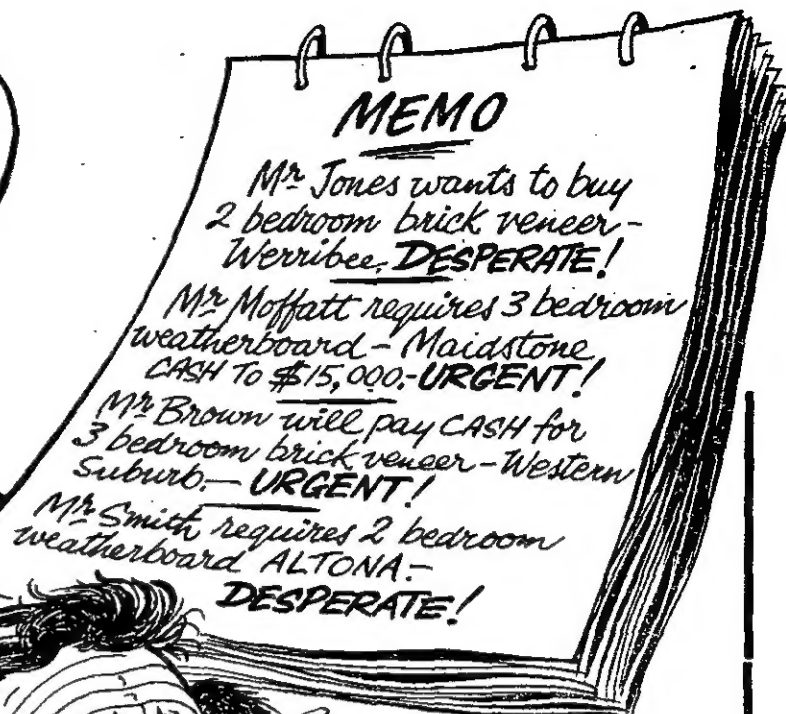 MEMO
Mr Jones wants to buy
2 bedroom brick veneer -
Werribee. DESPERATE!
Mr Moffatt requires 3 bedroom
weatherboard - Maidstone
CASH TO $15,000.- URGENT!
Mr Brown will pay CASH for
3 bedroom brick veneer - Western
Suburb. - URGENT!
Mr Smith requires 2 bedroom
weatherboard ALTONA. -
DESPERATE!